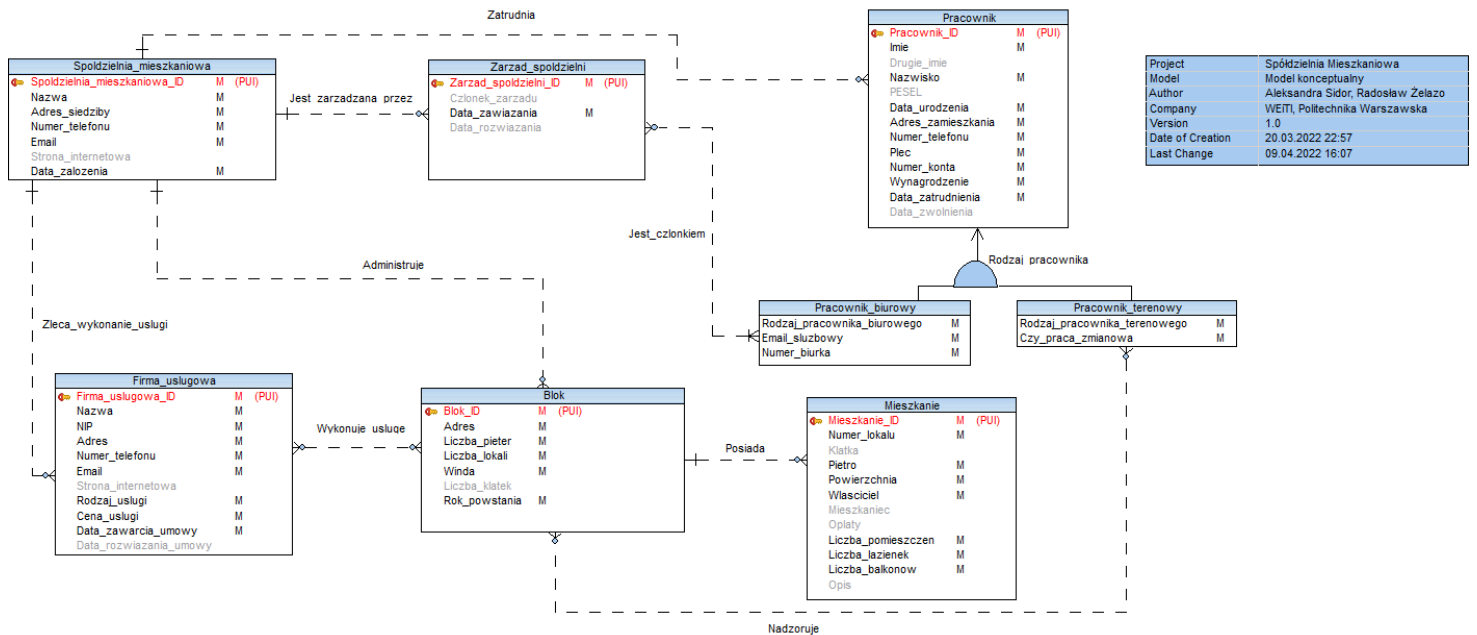 Zatrudnia
Pracownik
Pracownik_ID M (PUI)
Imie M
Drugie_imie
Nazwisko M
PESEL
Data_urodzenia M
Adres_zamieszkania M
Numer_telefonu M
Plec M
Numer_konta M
Wynagrodzenie M
Data_zatrudnienia M
Data_zwolnienia
Spoldzielnia_mieszkaniowa
Spoldzielnia_mieszkaniowa_ID M (PUI)
Nazwa M
Adres_siedziby M
Numer_telefonu M
Email M
Strona_internetowa
Data_zalozenia M
Jest_zarzadzana_przez
Zarzad_spoldzielni
Zarzad_spoldzielni_ID M (PUI)
Czlonek_zarzadu
Data_zawiazania M
Data_rozwiazania
Project Spółdzielnia Mieszkaniowa
Model Model konceptualny
Author Aleksandra Sidor, Radosław Żelazo
Company WEiTI, Politechnika Warszawska
Version 1.0
Date of Creation 20.03.2022 22:57
Last Change 09.04.2022 16:07
Jest_czlonkiem
Rodzaj_pracownika
Administruje
Zleca_wykonanie_uslugi
Pracownik_biurowy
Rodzaj_pracownika_biurowego M
Email_sluzbowy M
Numer_biurka M
Pracownik_terenowy
Rodzaj_pracownika_terenowego M
Czy_praca_zmianowa M
Firma_uslugowa
Firma_uslugowa_ID M (PUI)
Nazwa M
NIP M
Adres M
Numer_telefonu M
Email M
Strona_internetowa
Rodzaj_uslugi M
Cena_uslugi M
Data_zawarcia_umowy M
Data_rozwiazania_umowy
Wykonuje_usluge
Blok
Blok_ID M (PUI)
Adres M
Liczba_pieter M
Liczba_lokali M
Winda M
Liczba_klatek
Rok_powstania M
Posiada
Mieszkanie
Mieszkanie_ID M (PUI)
Numer_lokalu M
Klatka
Pietro M
Powierzchnia M
Wlasciciel M
Mieszkaniec
Oplaty
Liczba_pomieszczen M
Liczba_lazienek M
Liczba_balkonow M
Opis
Nadzoruje